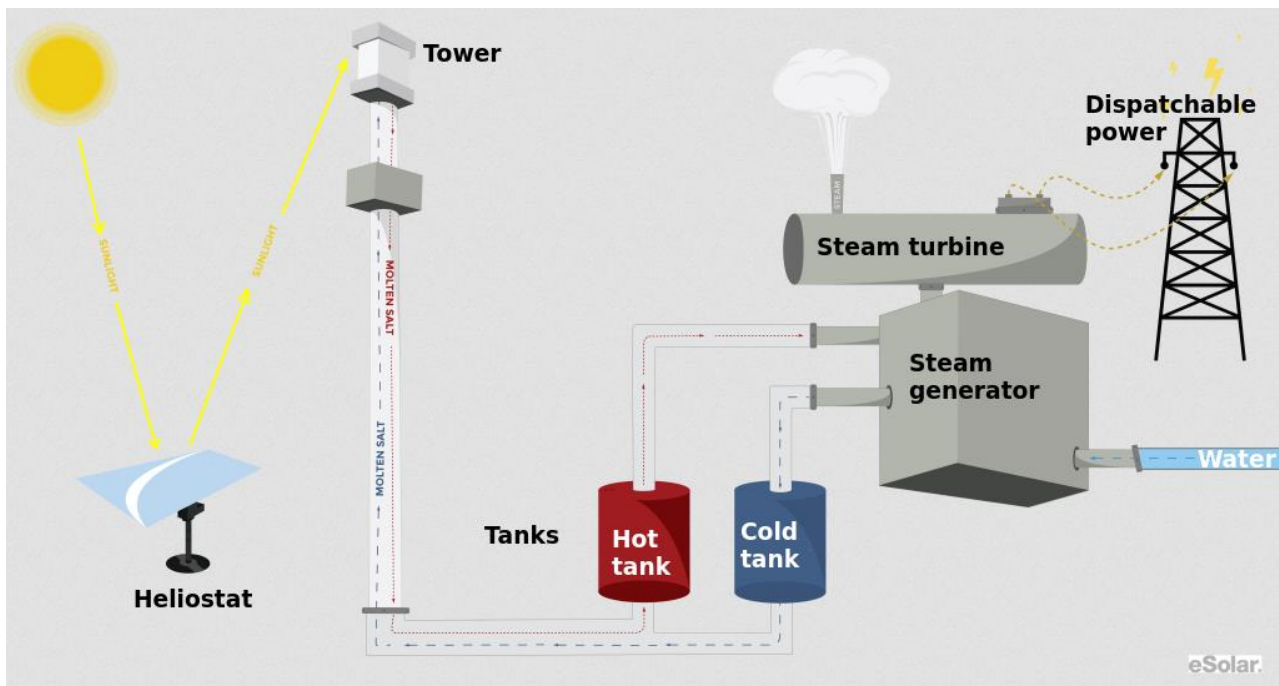 Tower
Dispatchable
power
STEAM
SUNLIGHT
SUNLIGHT
Steam turbine
MOLTEN SALT
Steam
generator
MOLTEN SALT
Water
Tanks
Hot
tank
Cold
tank
Heliostat
eSolar.